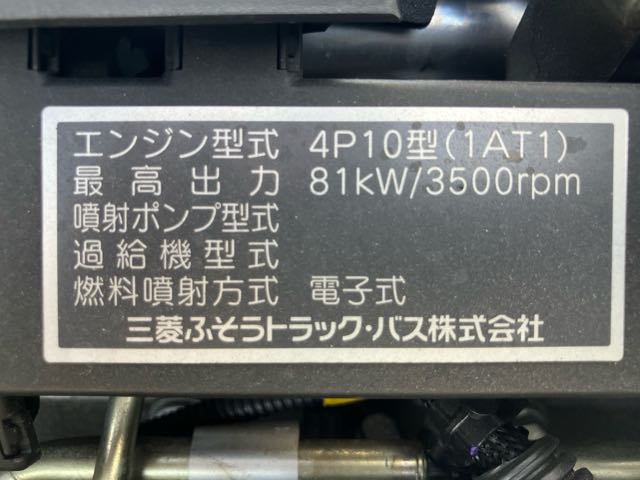 エンジン型式 4P10型(1AT1)
最高出力 81kW/3500rpm
噴射ポンプ型式
過給機型式
燃料噴射方式 電子式
三菱ふそうトラック・バス株式会社